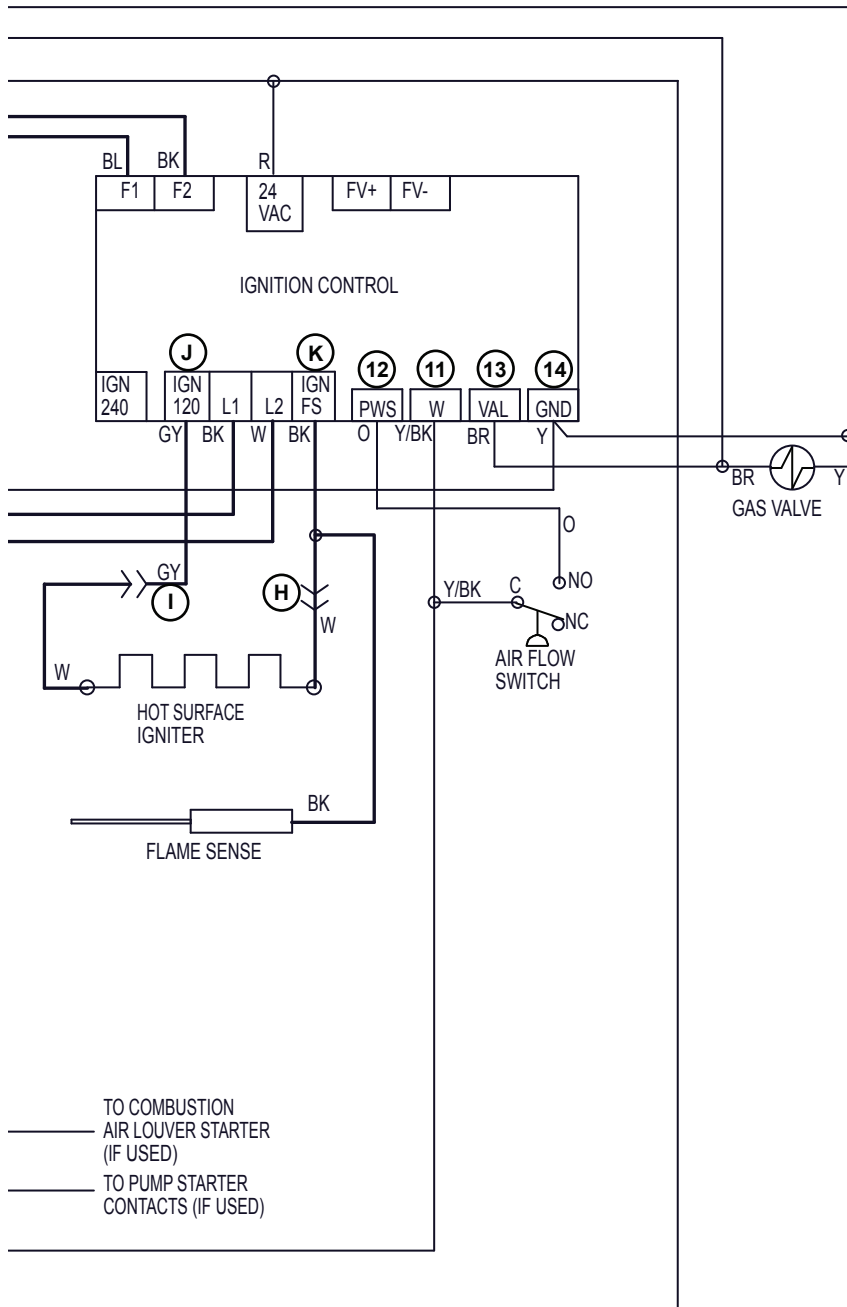 BL BK R
F1 F2 24 FV+ FV-
VAC
IGNITION CONTROL
J K 12 11 13 14
IGN IGN IGN
240 120 L1 L2 FS PWS W VAL GND
GY BK W BK O Y/BK BR Y
BR Y
GAS VALVE
O
GY
I H
Y/BK C NO
W NC
AIR FLOW
SWITCH
W
HOT SURFACE
IGNITER
BK
FLAME SENSE
TO COMBUSTION
AIR LOUVER STARTER
(IF USED)
TO PUMP STARTER
CONTACTS (IF USED)